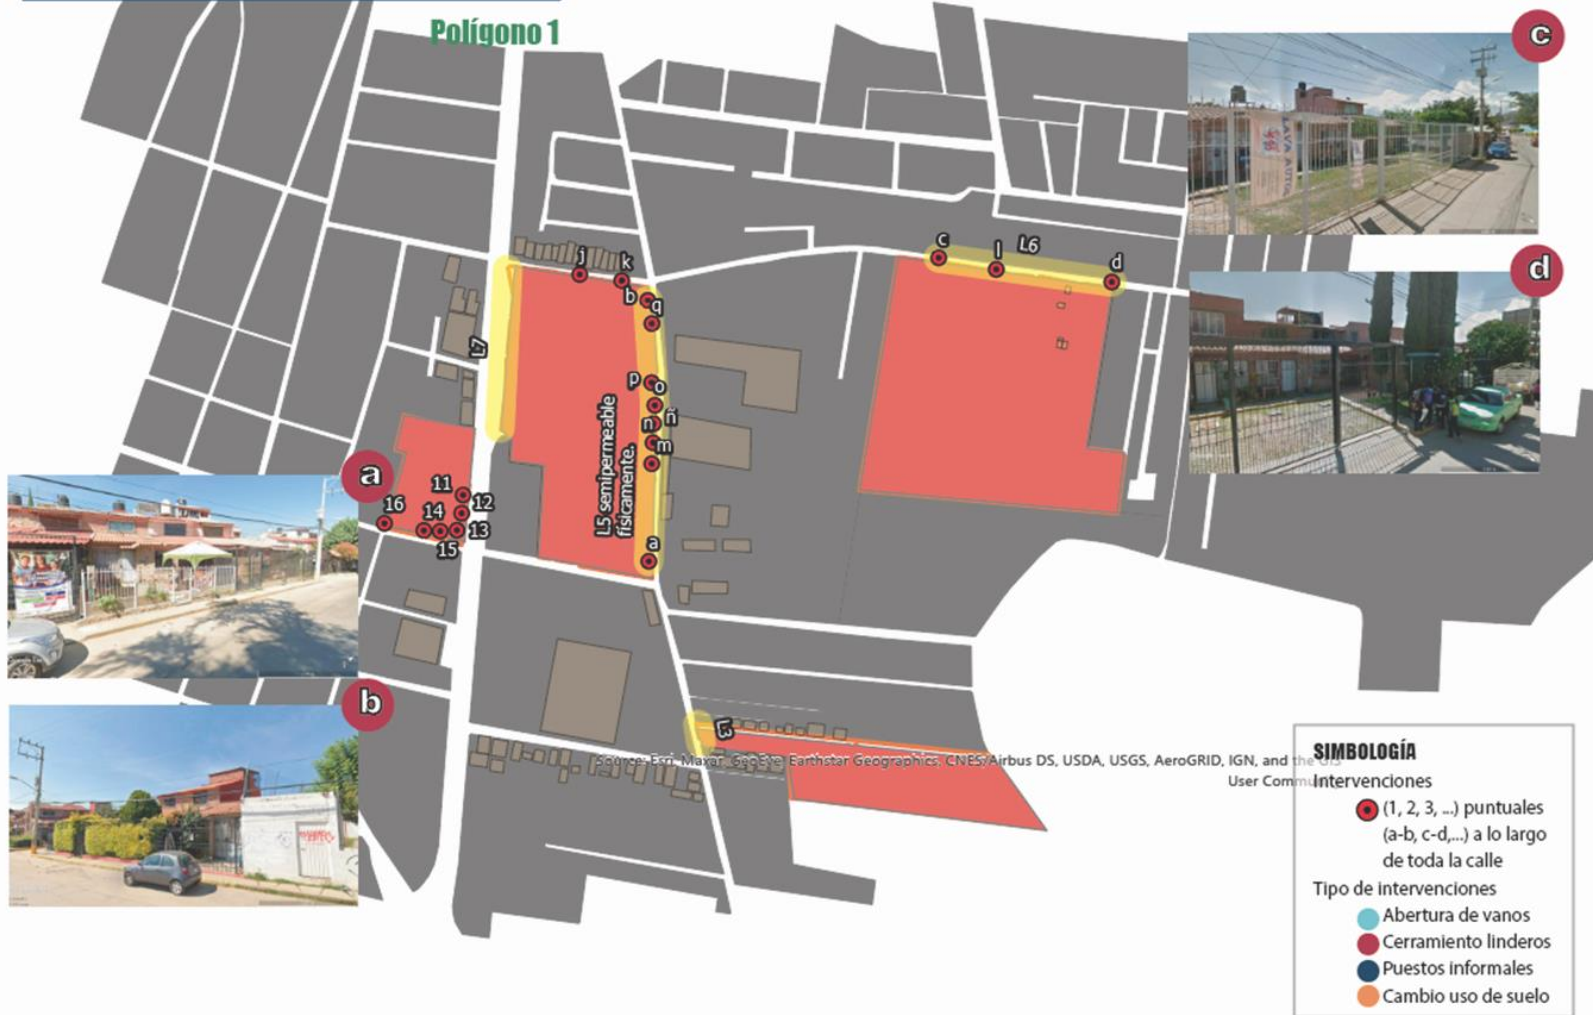 Polígono 1
c
d
a
b
j
k
b
q
p
o
ñ
n
m
a
c
l
L6
d
L7
L5 semipermeable
físicamente.
11
12
16
14
13
15
L3
Source: Esri, Maxar, GeoEye, Earthstar Geographics, CNES/Airbus DS, USDA, USGS, AeroGRID, IGN, and the GIS
User Comm
SIMBOLOGÍA
Intervenciones
(1, 2, 3, ...) puntuales
(a-b, c-d,...) a lo largo
de toda la calle
Tipo de intervenciones
Abertura de vanos
Cerramiento linderos
Puestos informales
Cambio uso de suelo